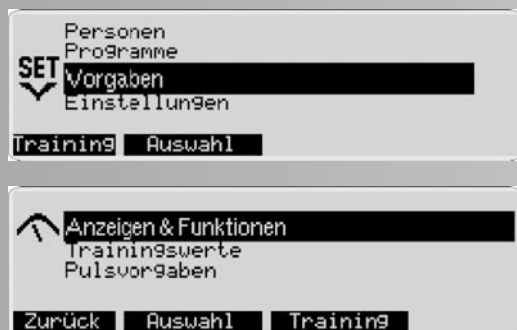 Personen
Programme
SET
Vorgaben
Einstellungen
Training Auswahl
Anzeigen & Funktionen
Trainingswerte
Pulsvorgaben
Zurück Auswahl Training